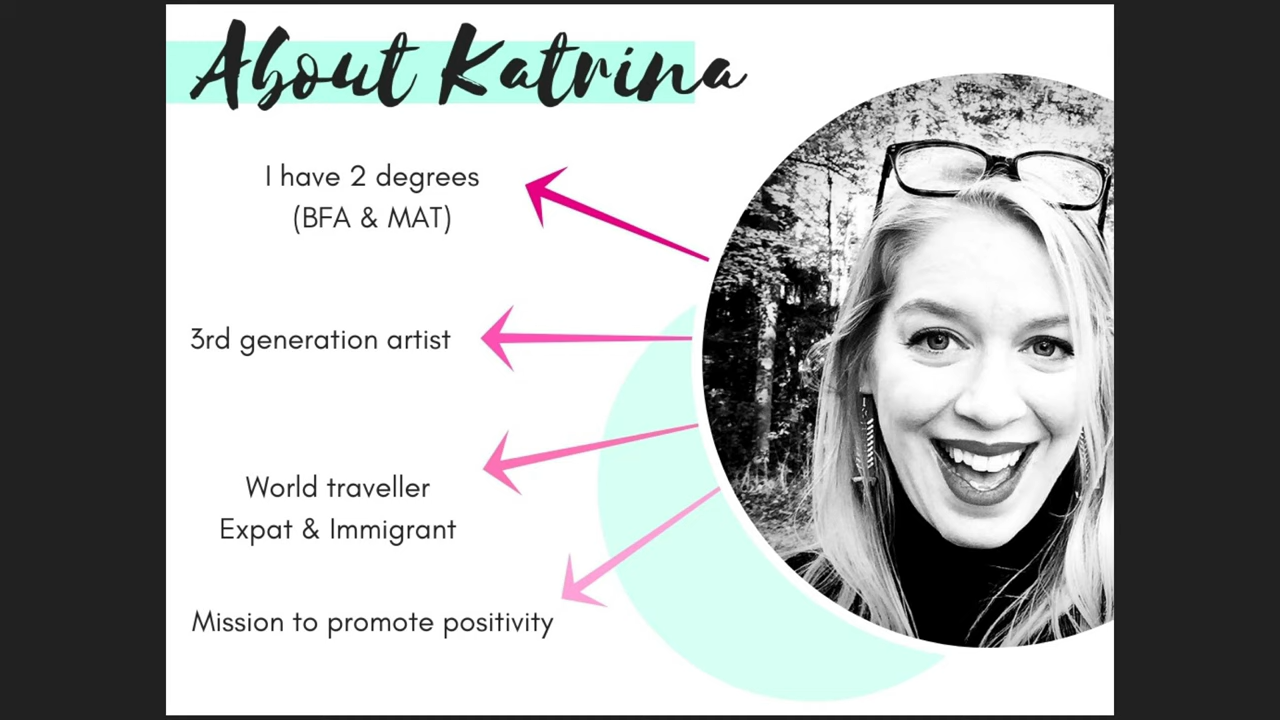 About Katrina
I have 2 degrees
(BFA & MAT)
3rd generation artist
World traveller
Expat & Immigrant
Mission to promote positivity